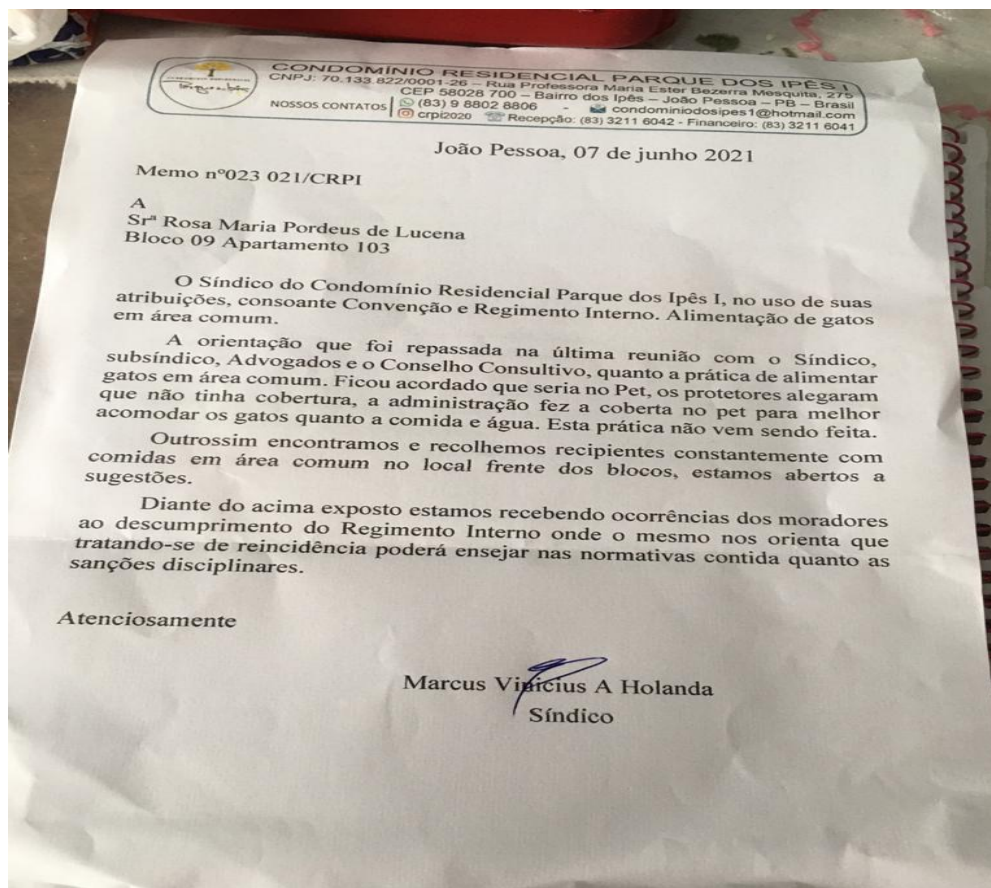 CONDOMÍNIO RESIDENCIAL PARQUE DOS IPÊS I
CNPJ: 70.133.822/0001-26 – Rua Professora Maria Ester Bezerra Mesquita, 275
CEP 58028 700 – Bairro dos Ipês – João Pessoa – PB – Brasil
NOSSOS CONTATOS (83) 9 8802 8806 - condominiodosipes1@hotmail.com
crpi2020 Recepção: (83) 3211 6042 - Financeiro: (83) 3211 6041
João Pessoa, 07 de junho 2021
Memo nº023 021/CRPI
A
Srª Rosa Maria Pordeus de Lucena
Bloco 09 Apartamento 103
O Síndico do Condomínio Residencial Parque dos Ipês I, no uso de suas
atribuições, consoante Convenção e Regimento Interno. Alimentação de gatos
em área comum.
A orientação que foi repassada na última reunião com o Síndico,
subsíndico, Advogados e o Conselho Consultivo, quanto a prática de alimentar
gatos em área comum. Ficou acordado que seria no Pet, os protetores alegaram
que não tinha cobertura, a administração fez a coberta no pet para melhor
acomodar os gatos quanto a comida e água. Esta prática não vem sendo feita.
Outrossim encontramos e recolhemos recipientes constantemente com
comidas em área comum no local frente dos blocos, estamos abertos a
sugestões.
Diante do acima exposto estamos recebendo ocorrências dos moradores
ao descumprimento do Regimento Interno onde o mesmo nos orienta que
tratando-se de reincidência poderá ensejar nas normativas contida quanto as
sanções disciplinares.
Atenciosamente
Marcus Vinicius A Holanda
Síndico